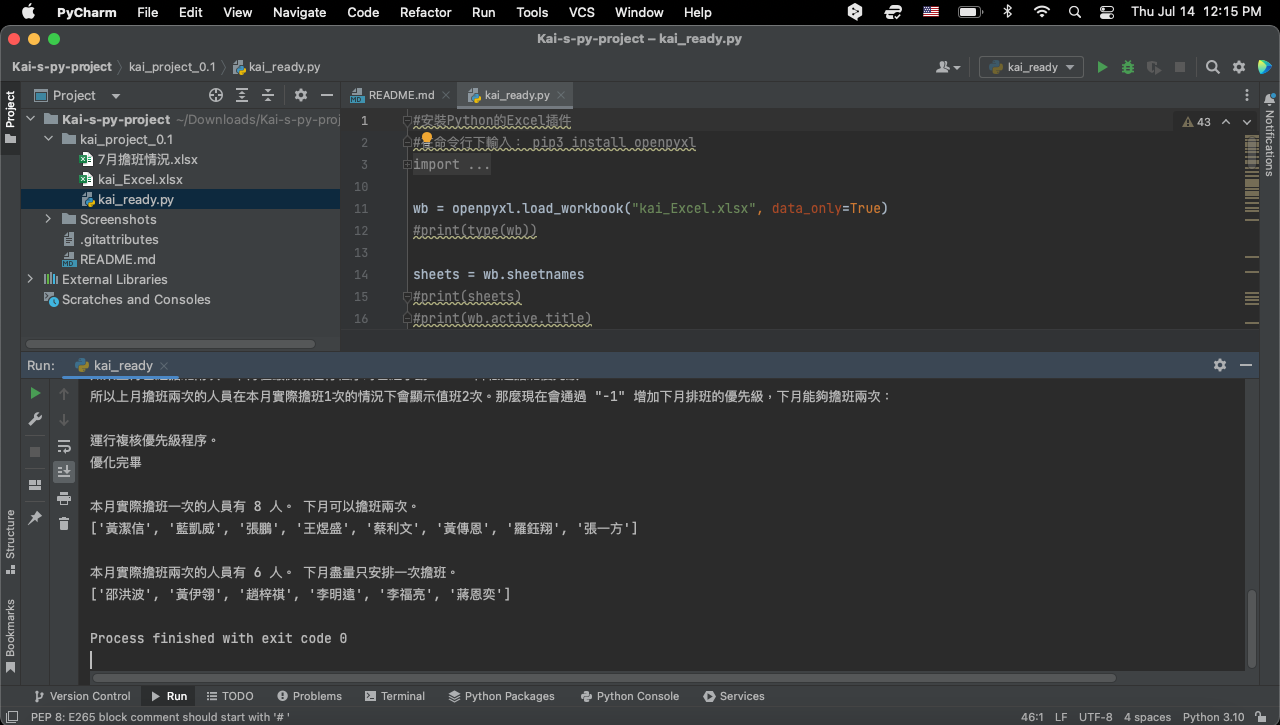 PyCharm File Edit View Navigate Code Refactor Run Tools VCS Window Help Thu Jul 14 12:15 PM
Kai-s-py-project – kai_ready.py
Kai-s-py-project kai_project_0.1 kai_ready.py kai_ready
Project
Project
README.md
kai_ready.py
Kai-s-py-project ~/Downloads/Kai-s-py-proj
kai_project_0.1
7月擔班情況.xlsx
kai_Excel.xlsx
kai_ready.py
Screenshots
.gitattributes
README.md
External Libraries
Scratches and Consoles
1 #安裝Python的Excel插件
2 #在命令行下輸入： pip3 install openpyxl
3 import ...
10
11 wb = openpyxl.load_workbook("kai_Excel.xlsx", data_only=True)
12 #print(type(wb))
13
14 sheets = wb.sheetnames
15 #print(sheets)
16 #print(wb.active.title)
43
Notifications
Run: kai_ready
所以上月擔班兩次的人員在本月實際擔班1次的情況下會顯示值班2次。那麼現在會通過 "-1" 增加下月排班的優先級，下月能夠擔班兩次：
運行複核優先級程序。
優化完畢
本月實際擔班一次的人員有 8 人。 下月可以擔班兩次。
['黃潔信', '藍凱威', '張鵬', '王煜盛', '蔡利文', '黃傳恩', '羅鈺翔', '張一方']
本月實際擔班兩次的人員有 6 人。 下月盡量只安排一次擔班。
['邵洪波', '黃伊翎', '趙梓祺', '李明遠', '李福亮', '蔣恩奕']
Process finished with exit code 0
Structure
Bookmarks
Version Control Run TODO Problems Terminal Python Packages Python Console Services
PEP 8: E265 block comment should start with '# ' 46:1 LF UTF-8 4 spaces Python 3.10